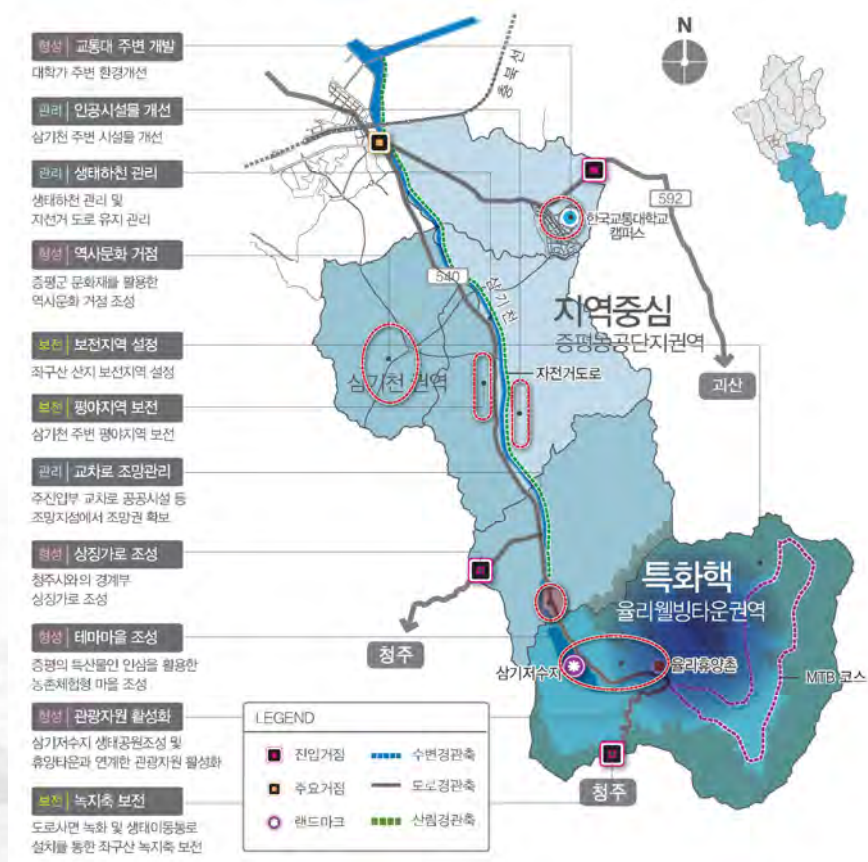 형성 | 교통대 주변 개발
대학가 주변 환경개선
관리 | 인공시설물 개선
삼기천 주변 시설물 개선
관리 | 생태하천 관리
생태하천 관리 및
자전거 도로 유지 관리
형성 | 역사문화 거점
증평군 문화재를 활용한
역사문화 거점 조성
보전 | 보전지역 설정
좌구산 산지 보전지역 설정
보전 | 평야지역 보전
삼기천 주변 평야지역 보전
관리 | 교차로 조망관리
주진입부 교차로 공공시설 등
조망지점에서 조망권 확보
형성 | 상징가로 조성
청주시와의 경계부
상징가로 조성
형성 | 테마마을 조성
증평의 특산물인 인삼을 활용한
농촌체험형 마을 조성
형성 | 관광자원 활성화
삼기저수지 생태공원조성 및
휴양타운과 연계한 관광자원 활성화
보전 | 녹지축 보전
도로사면 녹화 및 생태이동통로
설치를 통한 좌구산 녹지축 보전
N
충북선
592
한국교통대학교
캠퍼스
540
삼기천
지역중심
증평농공단지권역
자전거도로
괴산
삼기천 권역
특화핵
율리웰빙타운권역
청주
삼기저수지
율리휴양촌
MTB 코스
청주
LEGEND
진입거점
수변경관축
주요거점
도로경관축
랜드마크
산림경관축